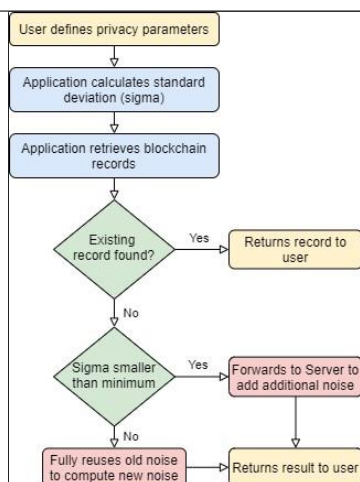 User defines privacy parameters
Application calculates standard
deviation (sigma)
Application retrieves blockchain
records
Existing
record found?
Yes
Returns record to
user
No
Sigma smaller
than minimum
Yes
Forwards to Server to
add additional noise
No
Fully reuses old noise
to compute new noise
Returns result to user